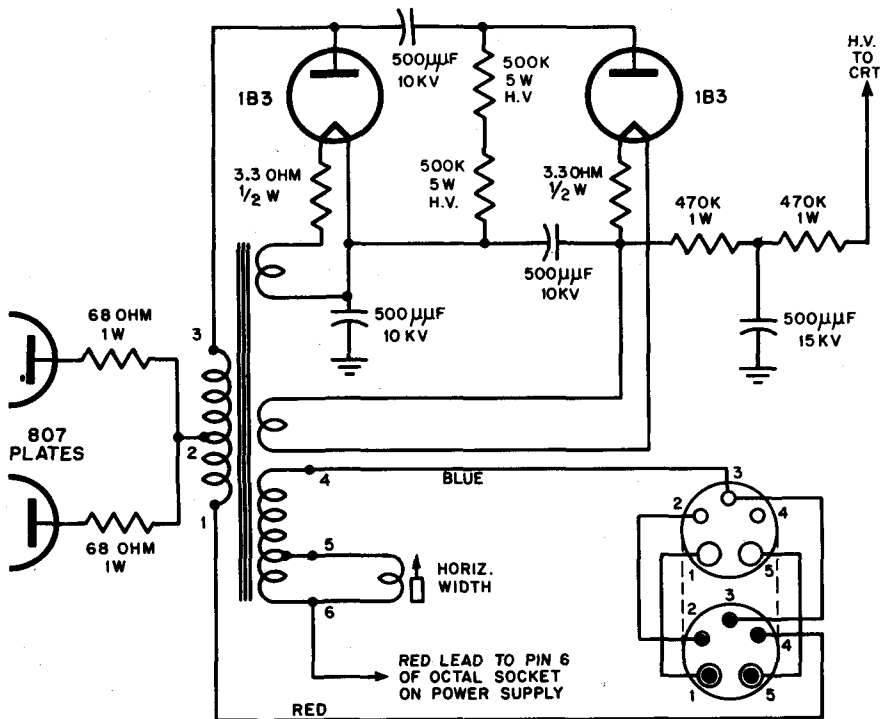 500μμF
10KV
500K
5W
H.V.
H.V.
TO
CRT
1B3
1B3
3.3 OHM
1/2 W
500K
5W
H.V.
3.3 OHM
1/2 W
470K
1W
470K
1W
500μμF
10KV
500μμF
10KV
500μμF
15KV
68 OHM
1W
3
807
PLATES
2
1
68 OHM
1W
4
BLUE
5
HORIZ.
WIDTH
6
RED LEAD TO PIN 6
OF OCTAL SOCKET
ON POWER SUPPLY
RED
3
2
4
1
5
3
2
4
1
5